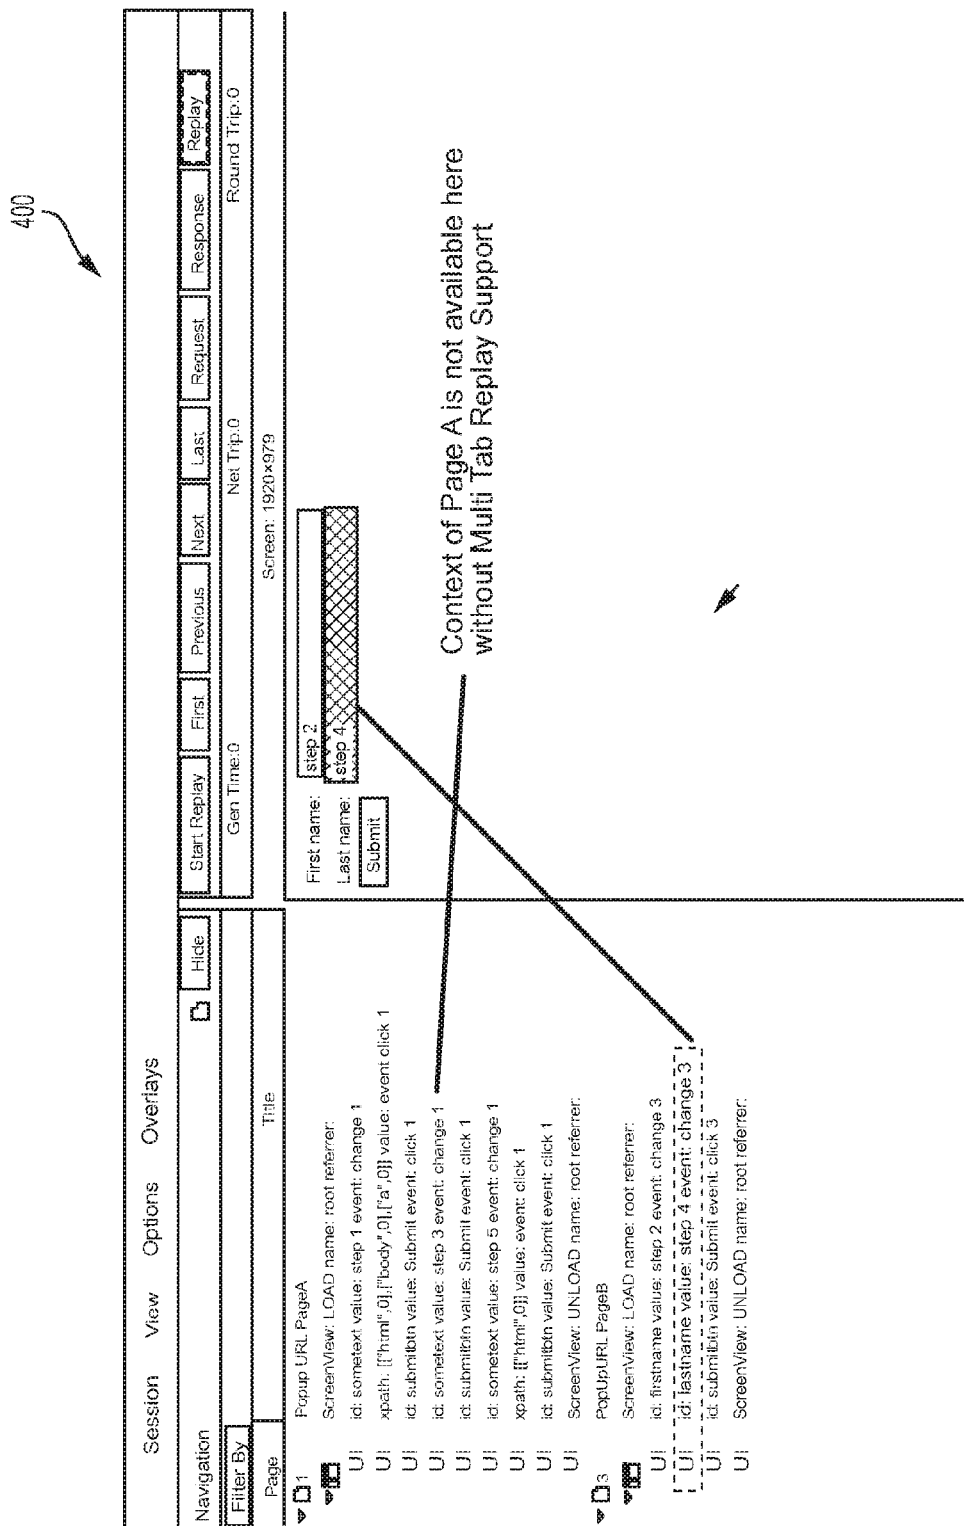 400
Session View Options Overlays
Navigation Hide Start Replay First Previous Next Last Request Response Replay
Filter By Gen Time:0 Net Trip.0 Round Trip.0
Page Title Screen: 1920×979
1 Popup URL PageA
ScreenView: LOAD name: root referrer:
UI id: sometext value: step 1 event: change 1
UI xpath: [["html",0],["body",0],["a",0]] value: event click 1
UI id: submitbtn value: Submit event: click 1
UI id: sometext value: step 3 event: change 1
UI id: submitbtn value: Submit event: click 1
UI id: sometext value: step 5 event: change 1
UI xpath: [["html",0]] value: event: click 1
UI id: submitbtn value: Submit event: click 1
UI ScreenView: UNLOAD name: root referrer:
3 PopUpURL PageB
ScreenView: LOAD name: root referrer:
UI id: firstname value: step 2 event: change 3
UI id: lastname value: step 4 event: change 3
UI id: submitbtn value: Submit event: click 3
UI ScreenView: UNLOAD name: root referrer:
First name: step 2
Last name: step 4
Submit
Context of Page A is not available here
without Multi Tab Replay Support